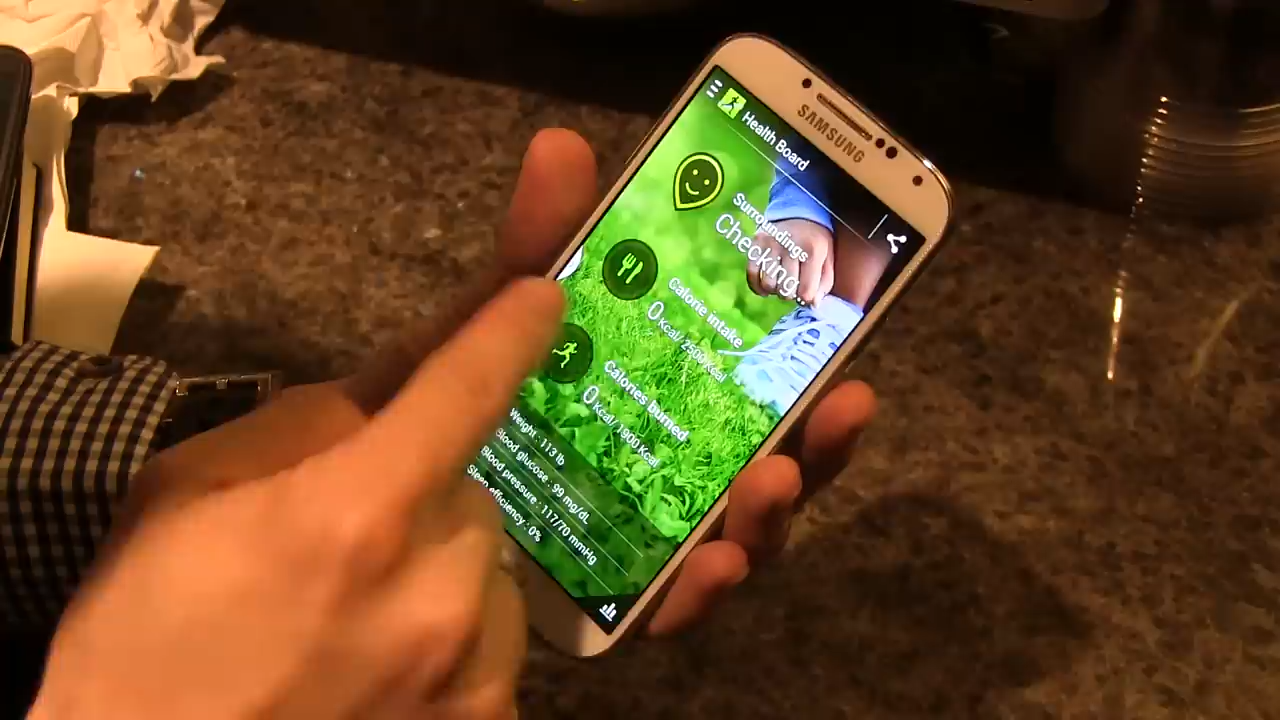 SAMSUNG
Health Board
Surroundings
Checking...
Calorie intake
0 Kcal/ 2500 Kcal
Calories burned
0 Kcal/ 1900 Kcal
Weight : 113 lb
Blood glucose : 99 mg/dL
Blood pressure : 117/70 mmHg
Sleep efficiency : 0%